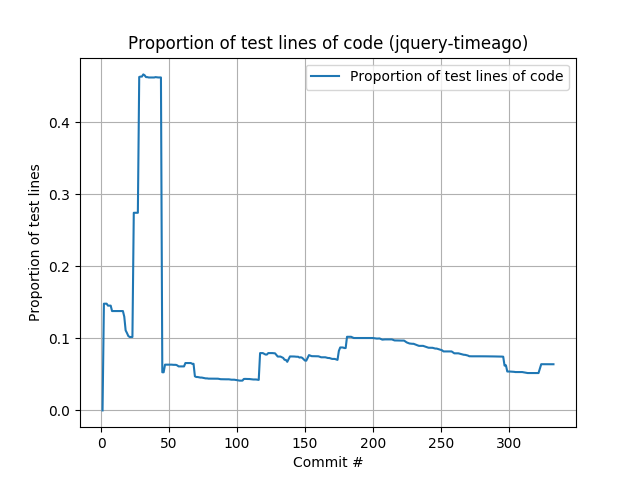 Proportion of test lines of code (jquery-timeago)
Proportion of test lines of code
Proportion of test lines
0.4
0.3
0.2
0.1
0.0
0 50 100 150 200 250 300
Commit #